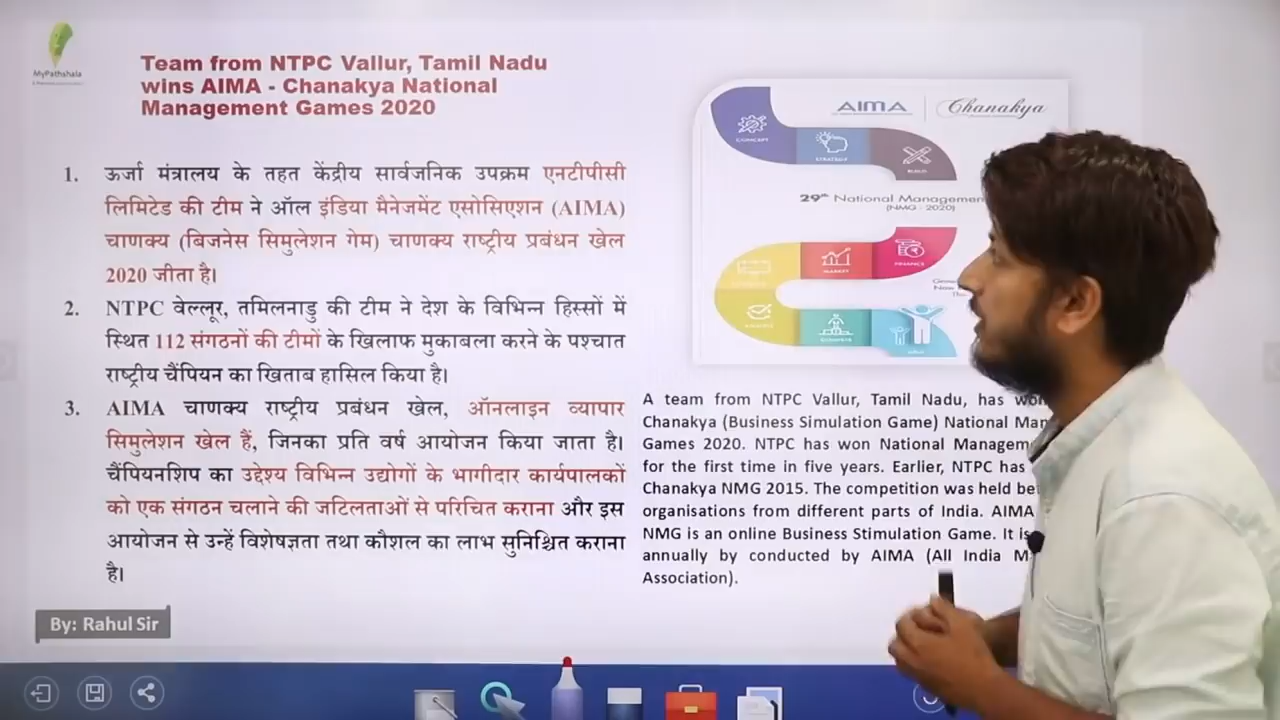 MyPathshala
Team from NTPC Vallur, Tamil Nadu
wins AIMA - Chanakya National
Management Games 2020
1. ऊर्जा मंत्रालय के तहत केंद्रीय सार्वजनिक उपक्रम एनटीपीसी
लिमिटेड की टीम ने ऑल इंडिया मैनेजमेंट एसोसिएशन (AIMA)
चाणक्य (बिजनेस सिमुलेशन गेम) चाणक्य राष्ट्रीय प्रबंधन खेल
2020 जीता है।
2. NTPC वेल्लूर, तमिलनाडु की टीम ने देश के विभिन्न हिस्सों में
स्थित 112 संगठनों की टीमों के खिलाफ मुकाबला करने के पश्चात
राष्ट्रीय चैंपियन का खिताब हासिल किया है।
3. AIMA चाणक्य राष्ट्रीय प्रबंधन खेल, ऑनलाइन व्यापार
सिमुलेशन खेल हैं, जिनका प्रति वर्ष आयोजन किया जाता है।
चैंपियनशिप का उद्देश्य विभिन्न उद्योगों के भागीदार कार्यपालकों
को एक संगठन चलाने की जटिलताओं से परिचित कराना और इस
आयोजन से उन्हें विशेषज्ञता तथा कौशल का लाभ सुनिश्चित कराना
है।
By: Rahul Sir
AIMA Chanakya
CONCEPT
STRATEGY
29th National Management
(NMG - 2020)
MARKET
FINANCE
A team from NTPC Vallur, Tamil Nadu, has won
Chanakya (Business Simulation Game) National
Games 2020. NTPC has won National
for the first time in five years. Earlier, NTPC has
Chanakya NMG 2015. The competition was held
organisations from different parts of India. AIMA
NMG is an online Business Stimulation Game. It is
annually by conducted by AIMA (All India
Association).